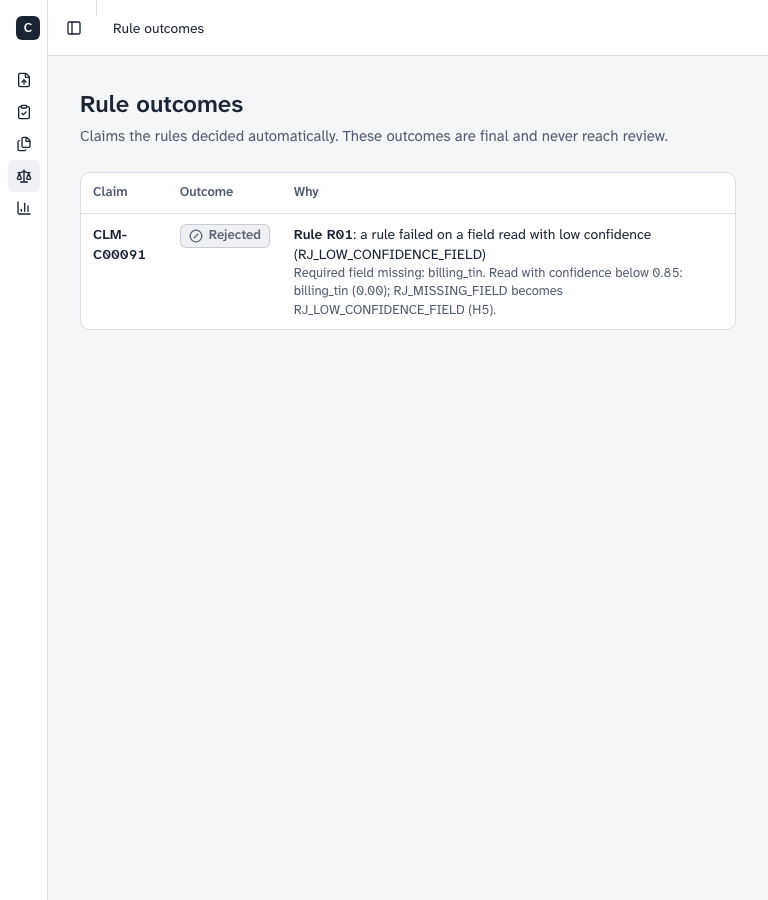 C
Rule outcomes
Rule outcomes
Claims the rules decided automatically. These outcomes are final and never reach review.
Claim Outcome Why
CLM-C00091 Rejected Rule R01: a rule failed on a field read with low confidence
(RJ_LOW_CONFIDENCE_FIELD)
Required field missing: billing_tin. Read with confidence below 0.85:
billing_tin (0.00); RJ_MISSING_FIELD becomes
RJ_LOW_CONFIDENCE_FIELD (H5).